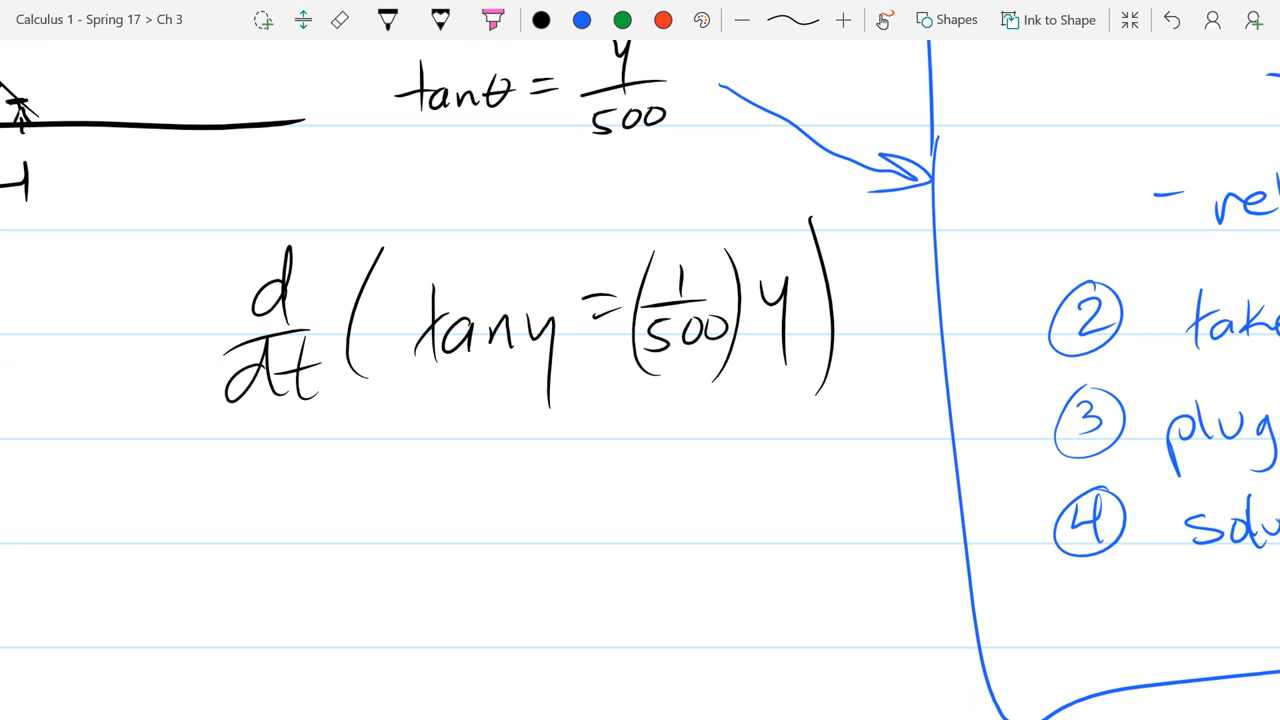 Calculus 1 - Spring 17 > Ch 3
Shapes
Ink to Shape
tanθ = y/500
d/dt ( tan y = (1/500) y )
- rel
② take
③ plug
④ solv